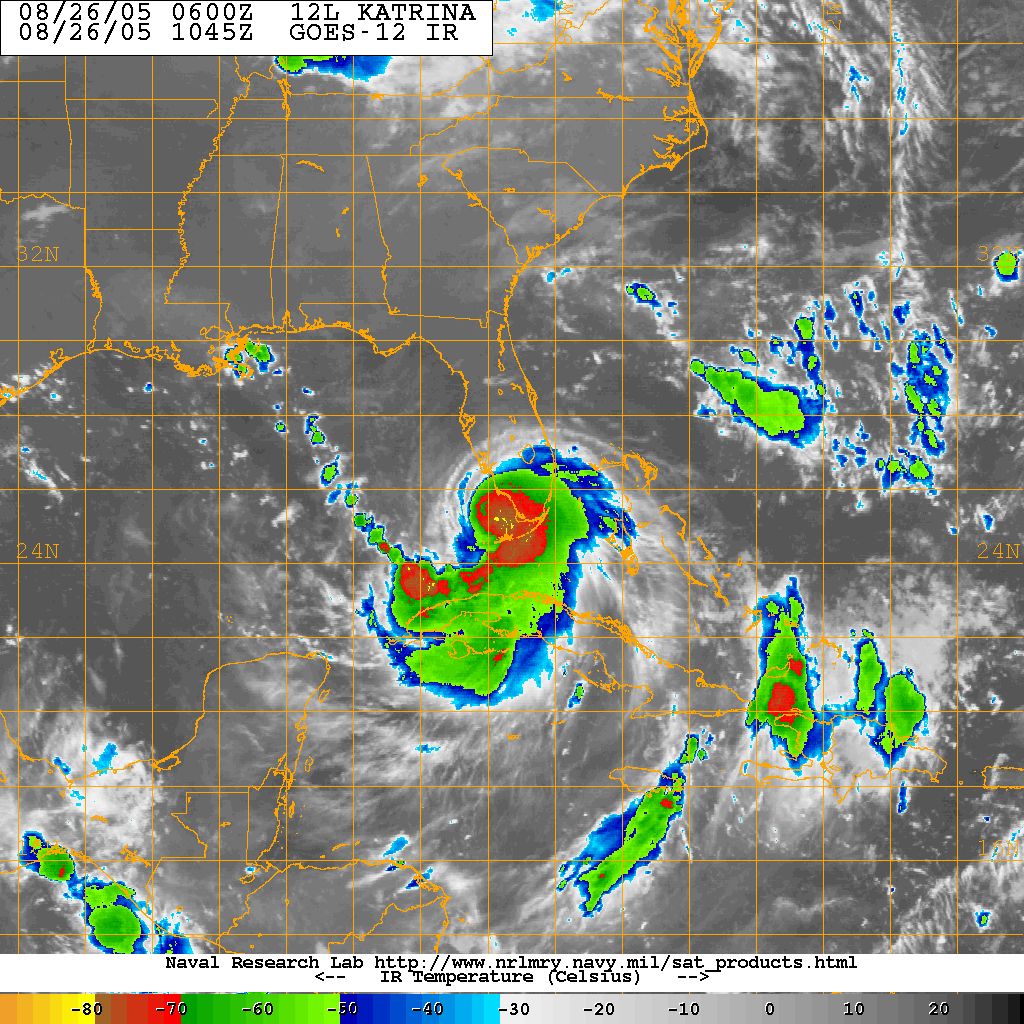 08/26/05 0600Z 12L KATRINA
08/26/05 1045Z GOES-12 IR
32N
24N 24N
Naval Research Lab http://www.nrlmry.navy.mil/sat_products.html
<-- IR Temperature (Celsius) -->
-80 -70 -60 -50 -40 -30 -20 -10 0 10 20